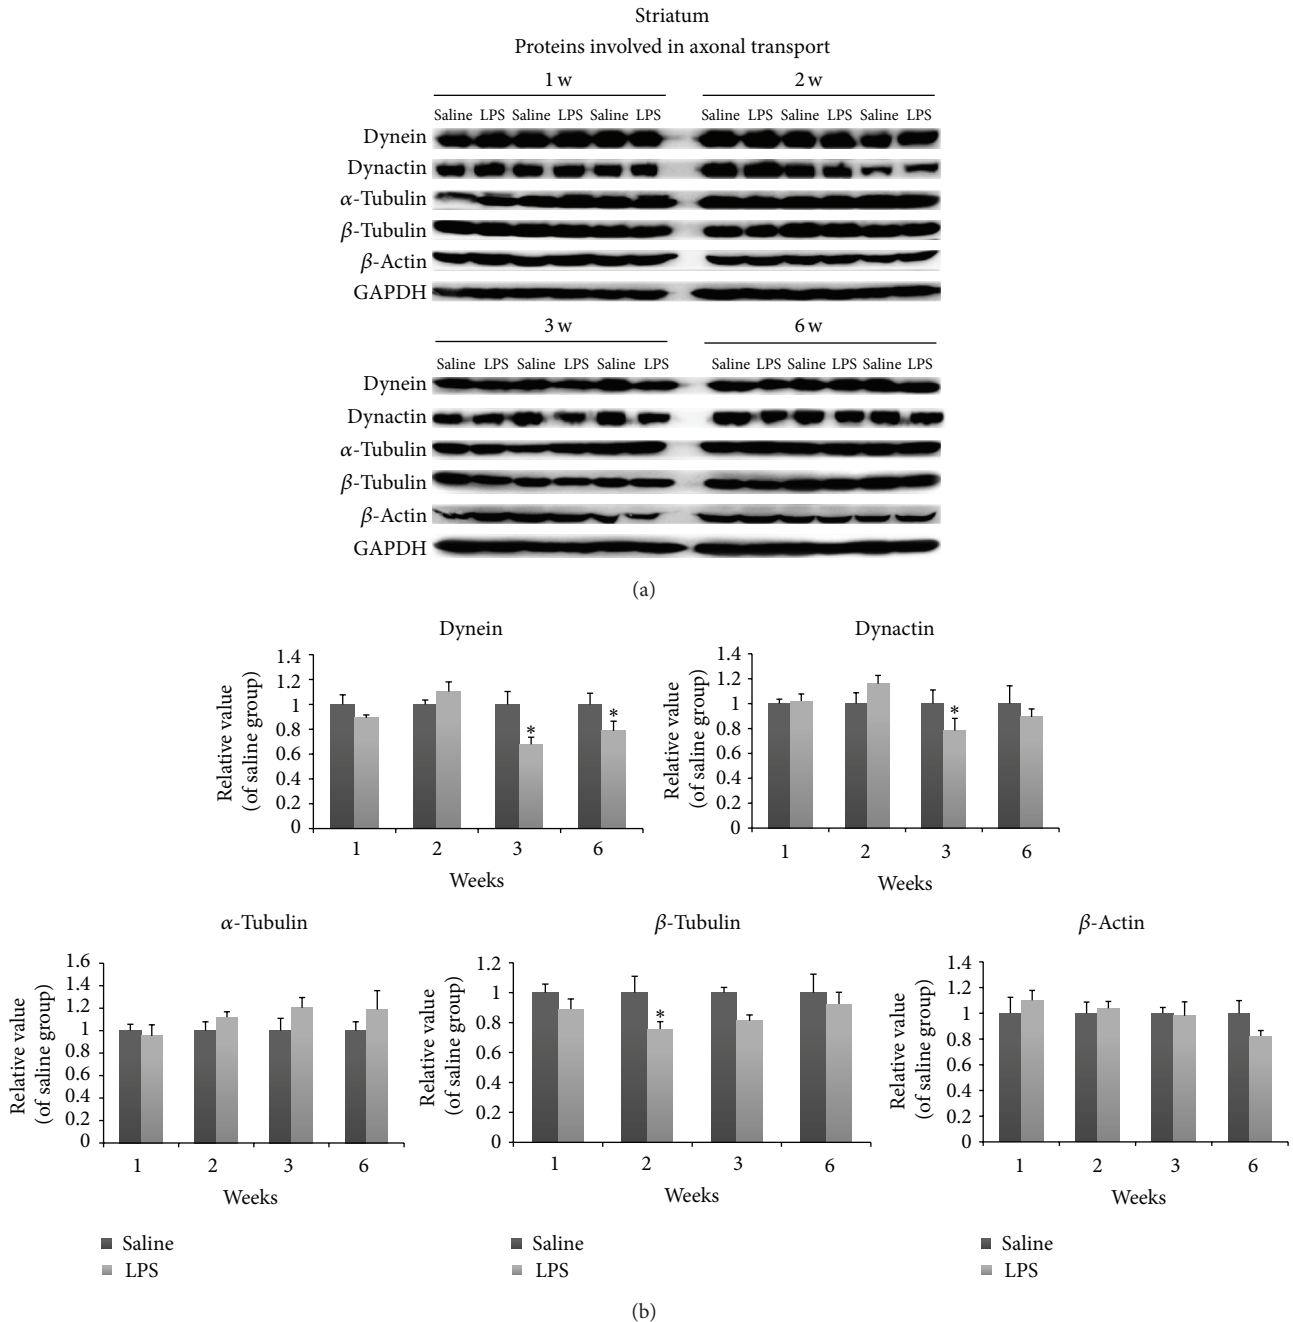 Striatum
Proteins involved in axonal transport
1 w 2 w
Saline LPS Saline LPS Saline LPS Saline LPS Saline LPS Saline LPS
Dynein
Dynactin
α-Tubulin
β-Tubulin
β-Actin
GAPDH
3 w 6 w
Saline LPS Saline LPS Saline LPS Saline LPS Saline LPS Saline LPS
Dynein
Dynactin
α-Tubulin
β-Tubulin
β-Actin
GAPDH
(a)
Dynein
Relative value
(of saline group)
1.4
1.2
1
0.8
0.6
0.4
0.2
0
* *
1 2 3 6
Weeks
Dynactin
Relative value
(of saline group)
1.4
1.2
1
0.8
0.6
0.4
0.2
0
*
1 2 3 6
Weeks
α-Tubulin
Relative value
(of saline group)
1.6
1.4
1.2
1
0.8
0.6
0.4
0.2
0
1 2 3 6
Weeks
Saline
LPS
β-Tubulin
Relative value
(of saline group)
1.2
1
0.8
0.6
0.4
0.2
0
*
1 2 3 6
Weeks
Saline
LPS
β-Actin
Relative value
(of saline group)
1.4
1.2
1
0.8
0.6
0.4
0.2
0
1 2 3 6
Weeks
Saline
LPS
(b)